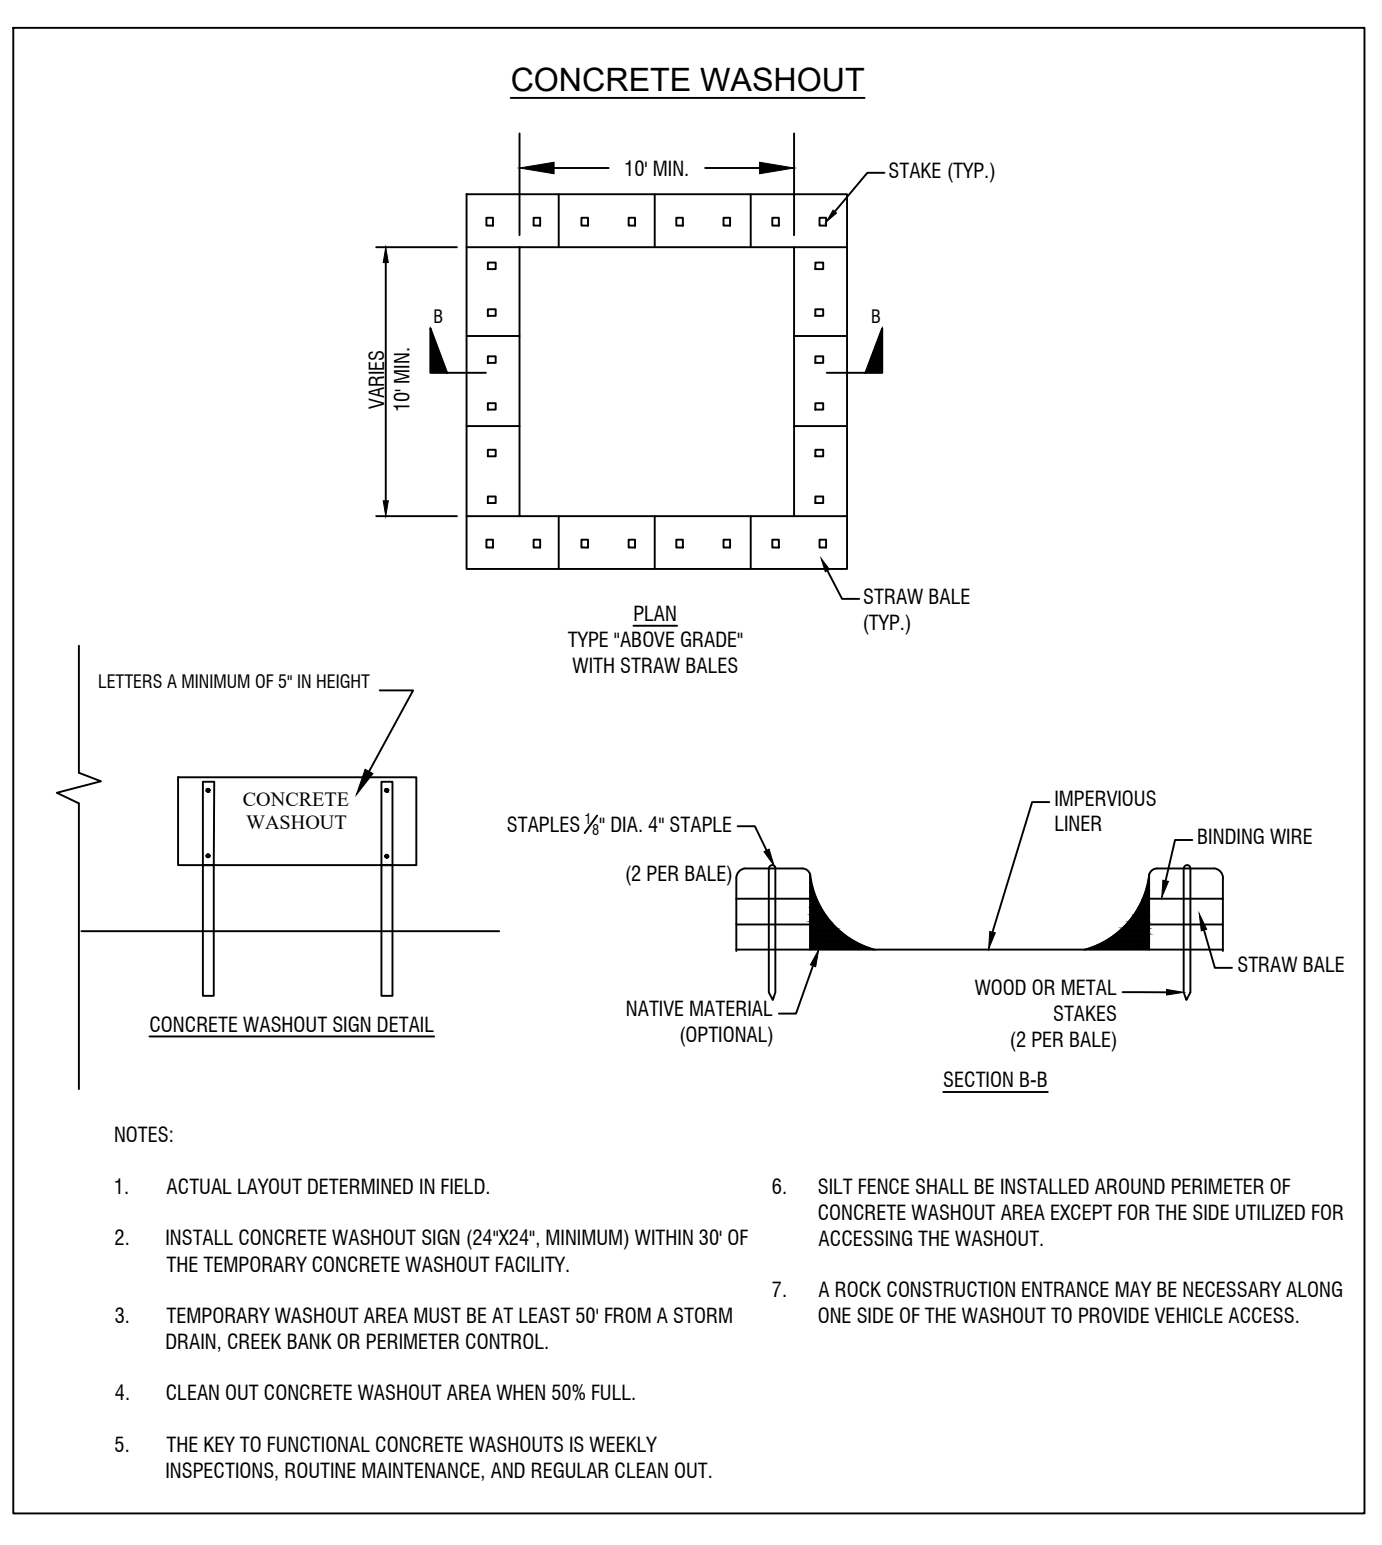 CONCRETE WASHOUT
10' MIN.
STAKE (TYP.)
B
B
VARIES
10' MIN.
STRAW BALE
(TYP.)
PLAN
TYPE "ABOVE GRADE"
WITH STRAW BALES
LETTERS A MINIMUM OF 5" IN HEIGHT
CONCRETE
WASHOUT
CONCRETE WASHOUT SIGN DETAIL
STAPLES ⅛" DIA. 4" STAPLE
(2 PER BALE)
IMPERVIOUS
LINER
BINDING WIRE
STRAW BALE
NATIVE MATERIAL
(OPTIONAL)
WOOD OR METAL
STAKES
(2 PER BALE)
SECTION B-B
NOTES:
1. ACTUAL LAYOUT DETERMINED IN FIELD.
2. INSTALL CONCRETE WASHOUT SIGN (24"X24", MINIMUM) WITHIN 30' OF
THE TEMPORARY CONCRETE WASHOUT FACILITY.
3. TEMPORARY WASHOUT AREA MUST BE AT LEAST 50' FROM A STORM
DRAIN, CREEK BANK OR PERIMETER CONTROL.
4. CLEAN OUT CONCRETE WASHOUT AREA WHEN 50% FULL.
5. THE KEY TO FUNCTIONAL CONCRETE WASHOUTS IS WEEKLY
INSPECTIONS, ROUTINE MAINTENANCE, AND REGULAR CLEAN OUT.
6. SILT FENCE SHALL BE INSTALLED AROUND PERIMETER OF
CONCRETE WASHOUT AREA EXCEPT FOR THE SIDE UTILIZED FOR
ACCESSING THE WASHOUT.
7. A ROCK CONSTRUCTION ENTRANCE MAY BE NECESSARY ALONG
ONE SIDE OF THE WASHOUT TO PROVIDE VEHICLE ACCESS.